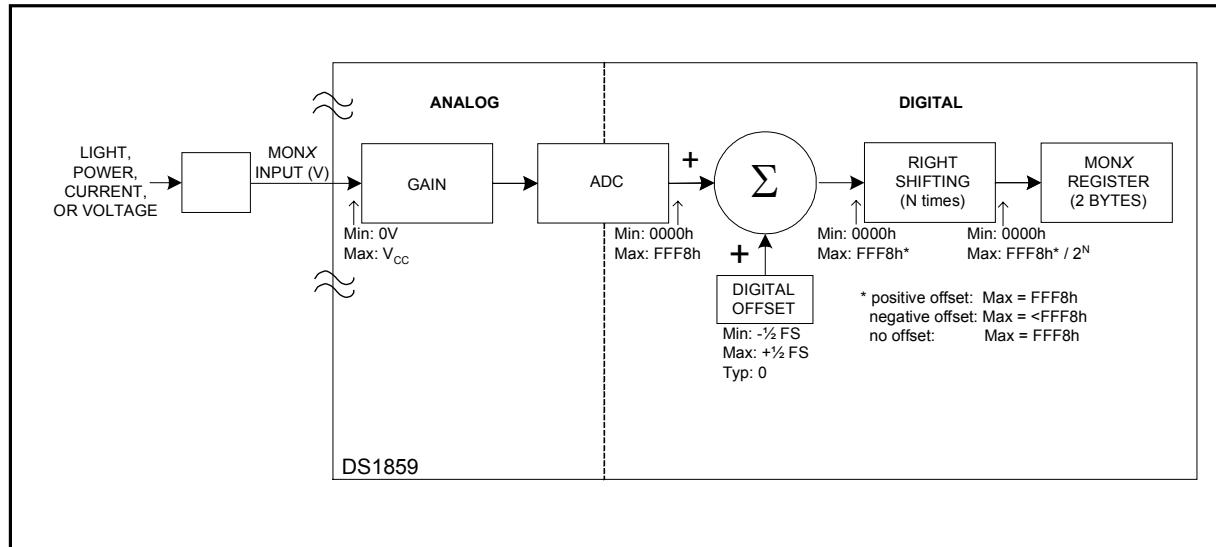 ANALOG
DIGITAL
LIGHT,
POWER,
CURRENT,
OR VOLTAGE
MONX
INPUT (V)
GAIN
ADC
+
Σ
RIGHT
SHIFTING
(N times)
MONX
REGISTER
(2 BYTES)
Min: 0V
Max: VCC
Min: 0000h
Max: FFF8h
+
Min: 0000h
Max: FFF8h*
Min: 0000h
Max: FFF8h* / 2^N
DIGITAL
OFFSET
Min: -½ FS
Max: +½ FS
Typ: 0
* positive offset: Max = FFF8h
negative offset: Max = <FFF8h
no offset: Max = FFF8h
DS1859